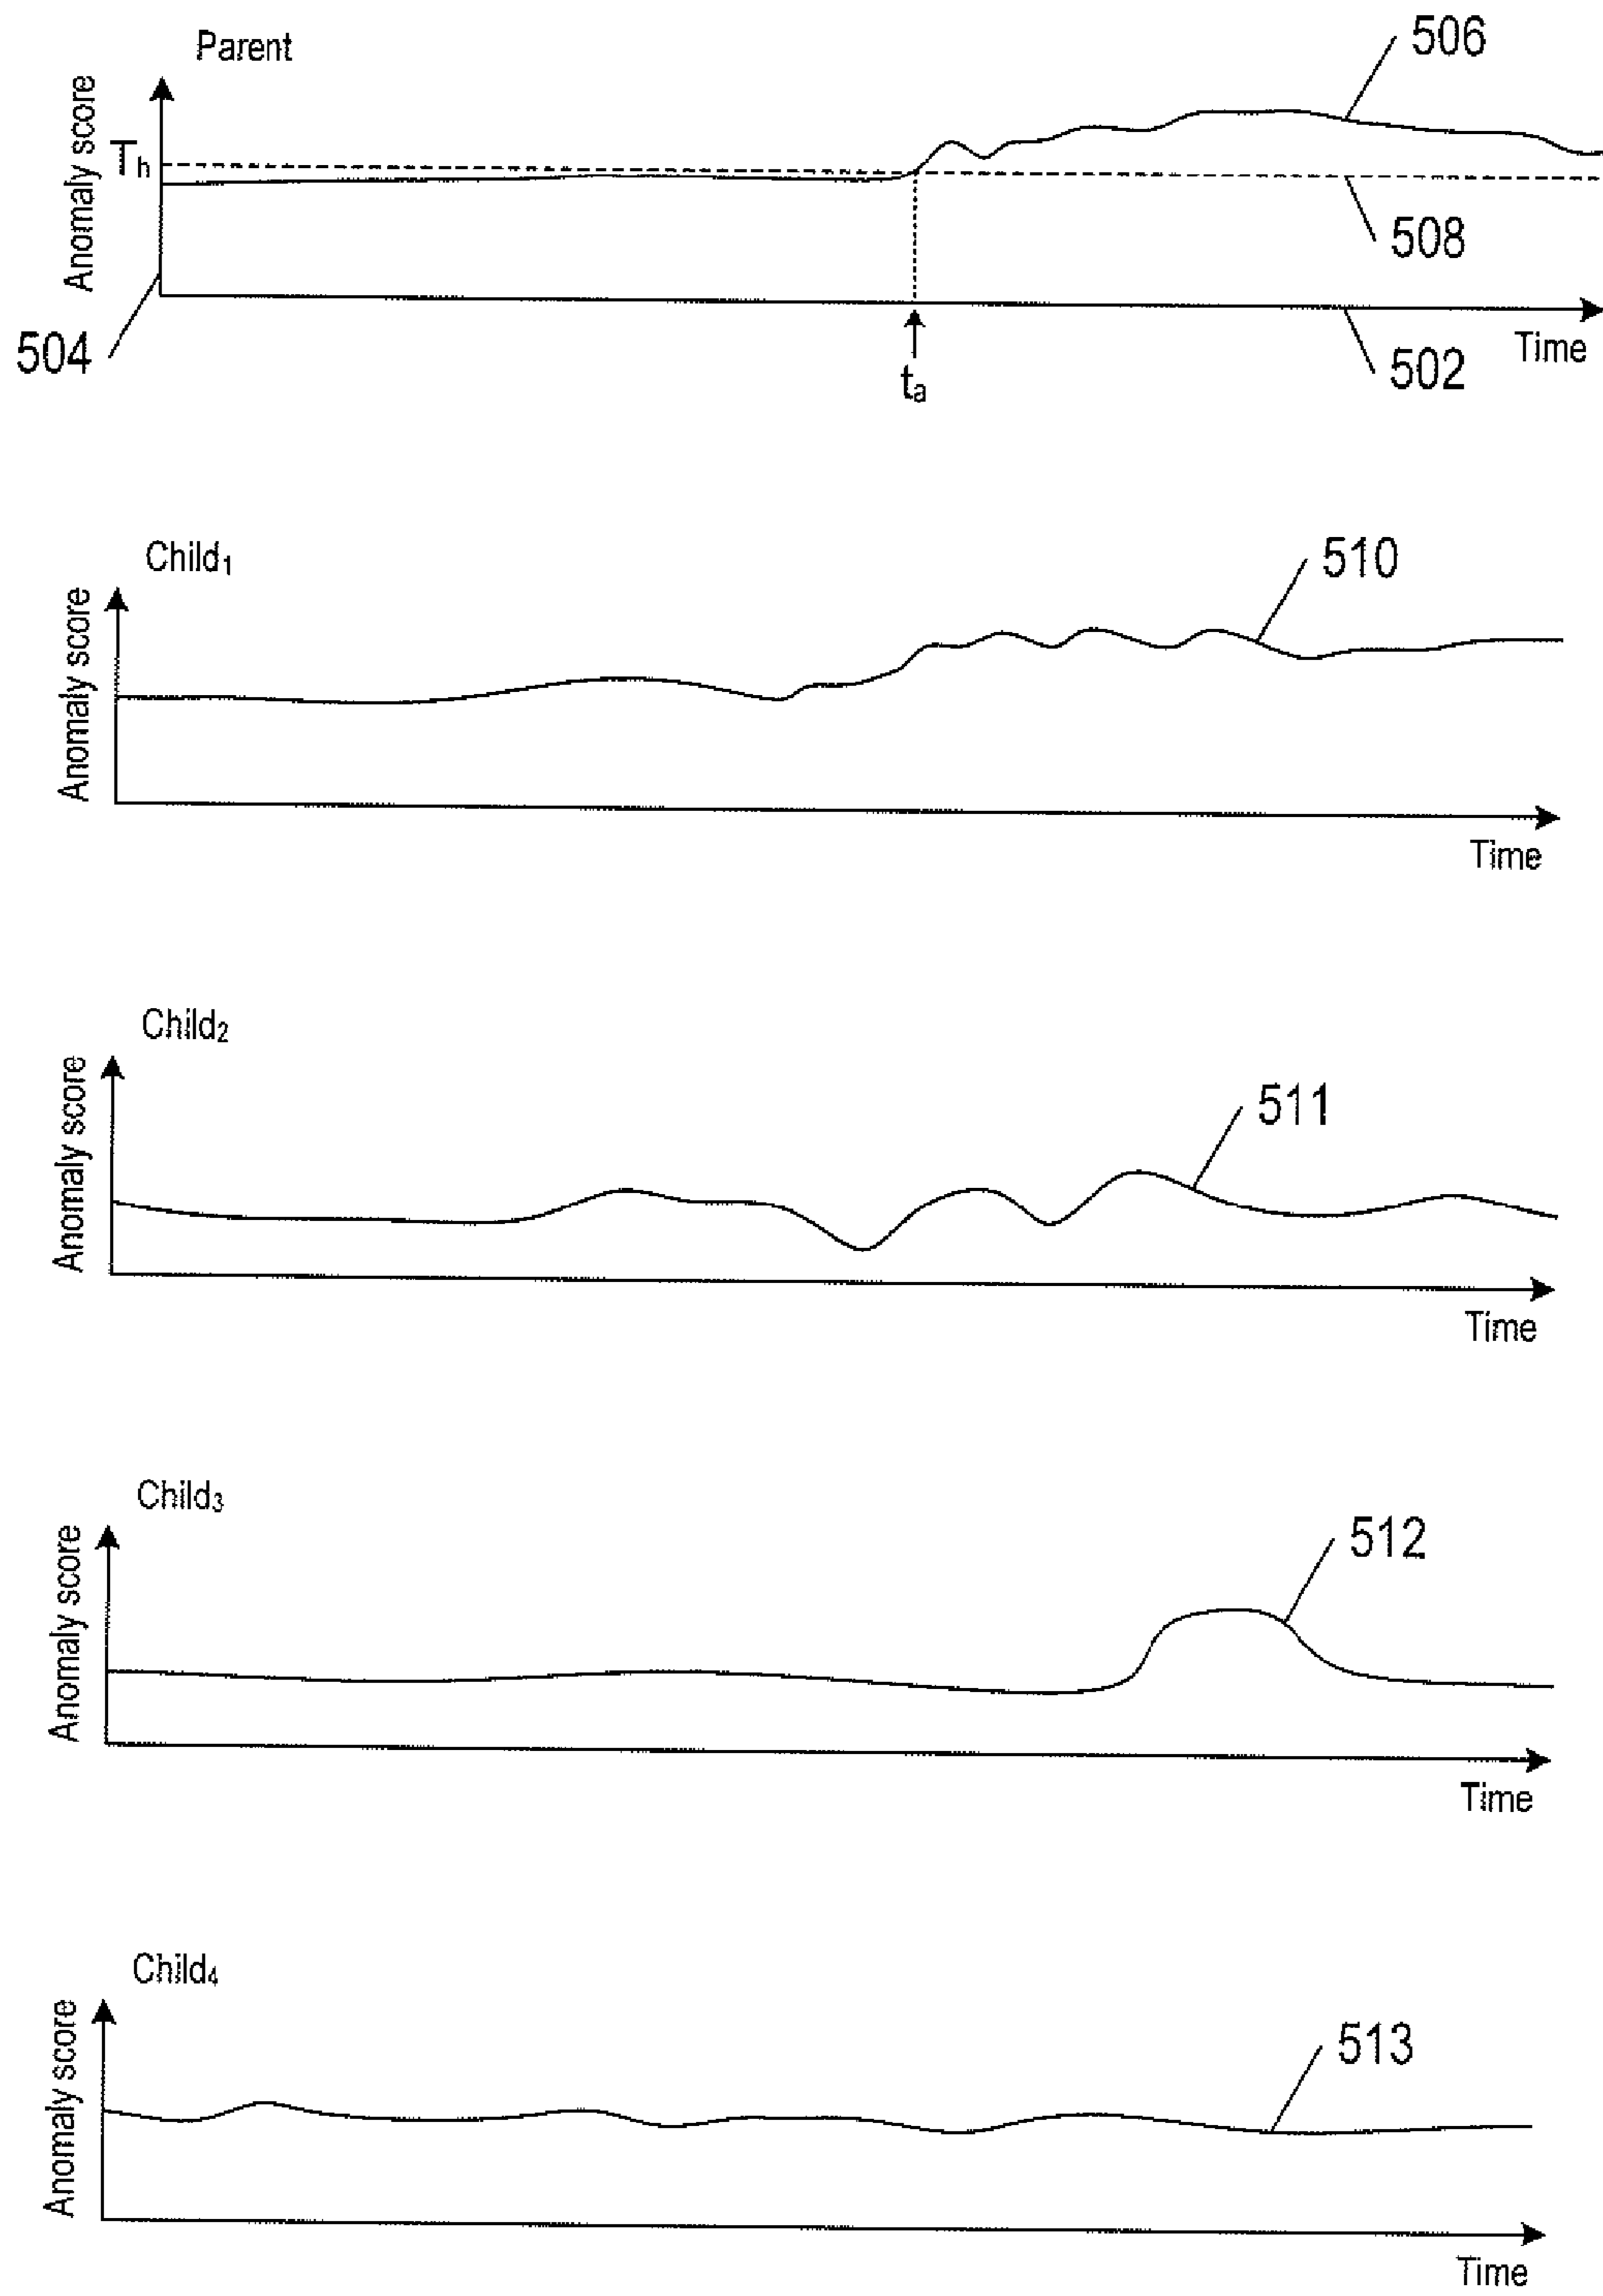 Parent
506
Anomaly score
Th
508
504
Time
502
ta
Child1
510
Anomaly score
Time
Child2
511
Anomaly score
Time
Child3
512
Anomaly score
Time
Child4
513
Anomaly score
Time